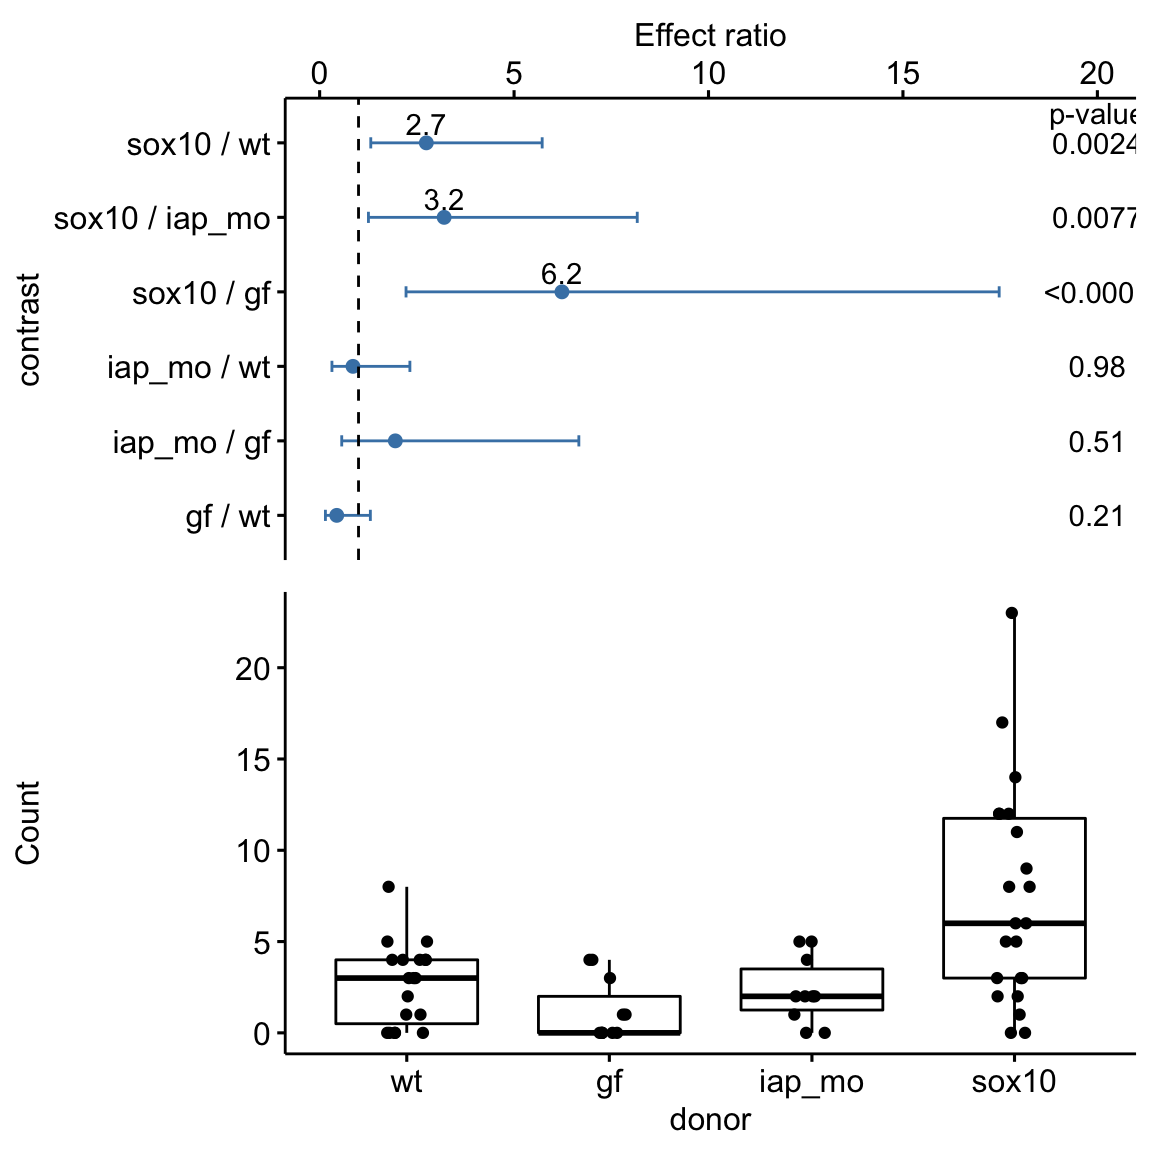 Effect ratio
0 5 10 15 20
p-value
sox10 / wt 2.7 0.0024
sox10 / iap_mo 3.2 0.0077
sox10 / gf 6.2 <0.000
iap_mo / wt 0.98
iap_mo / gf 0.51
gf / wt 0.21
contrast
20
15
10
5
0
Count
wt gf iap_mo sox10
donor